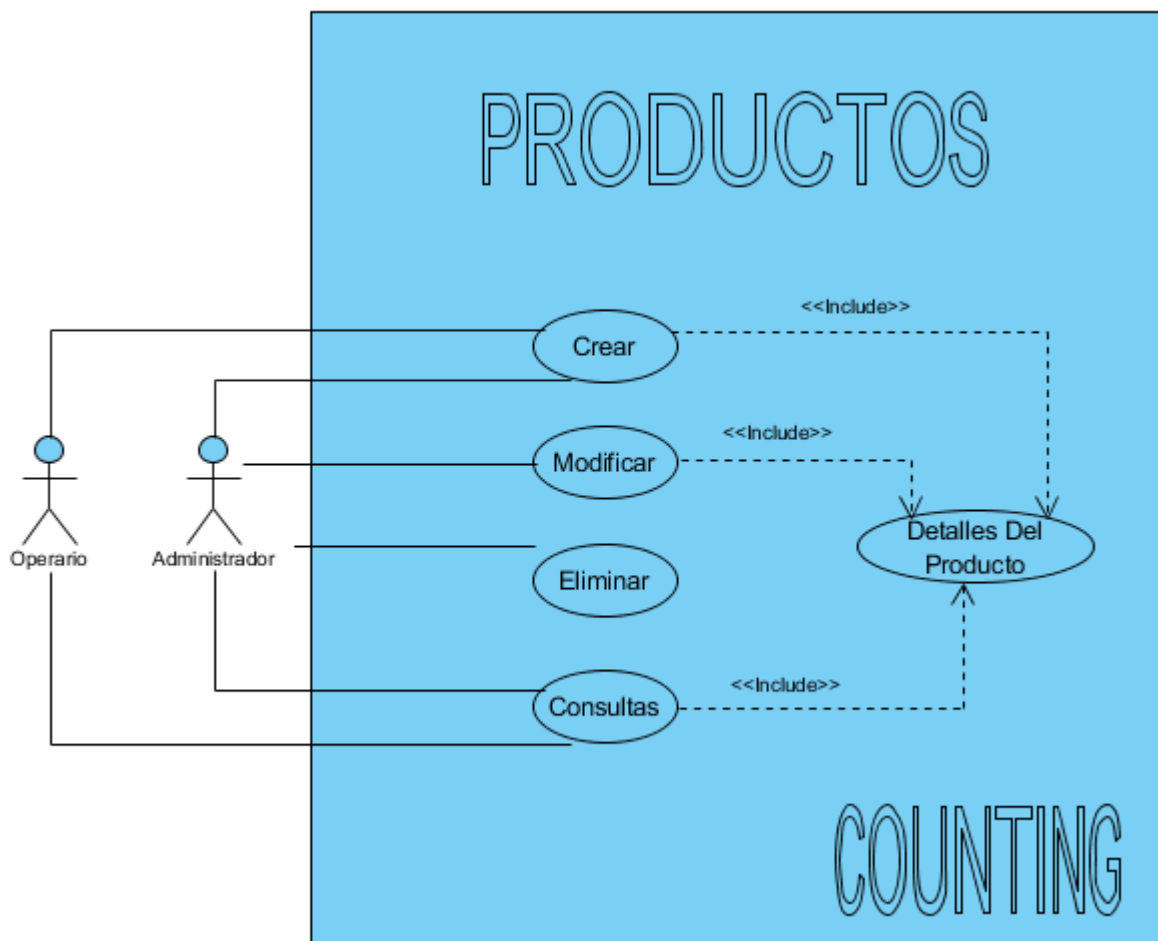 PRODUCTOS
<<Include>>
Crear
<<Include>>
Modificar
Detalles Del
Producto
Operario
Administrador
Eliminar
<<Include>>
Consultas
COUNTING